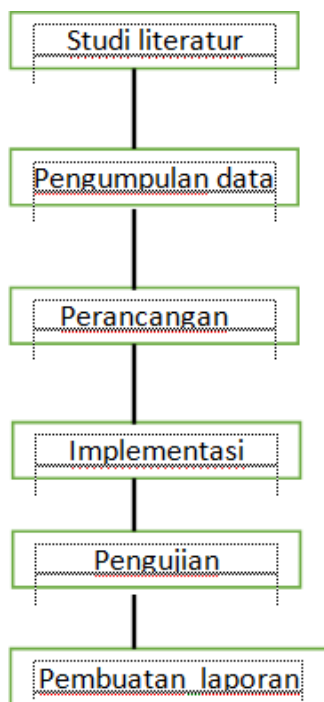 Studi literatur
Pengumpulan data
Perancangan
Implementasi
Pengujian
Pembuatan laporan